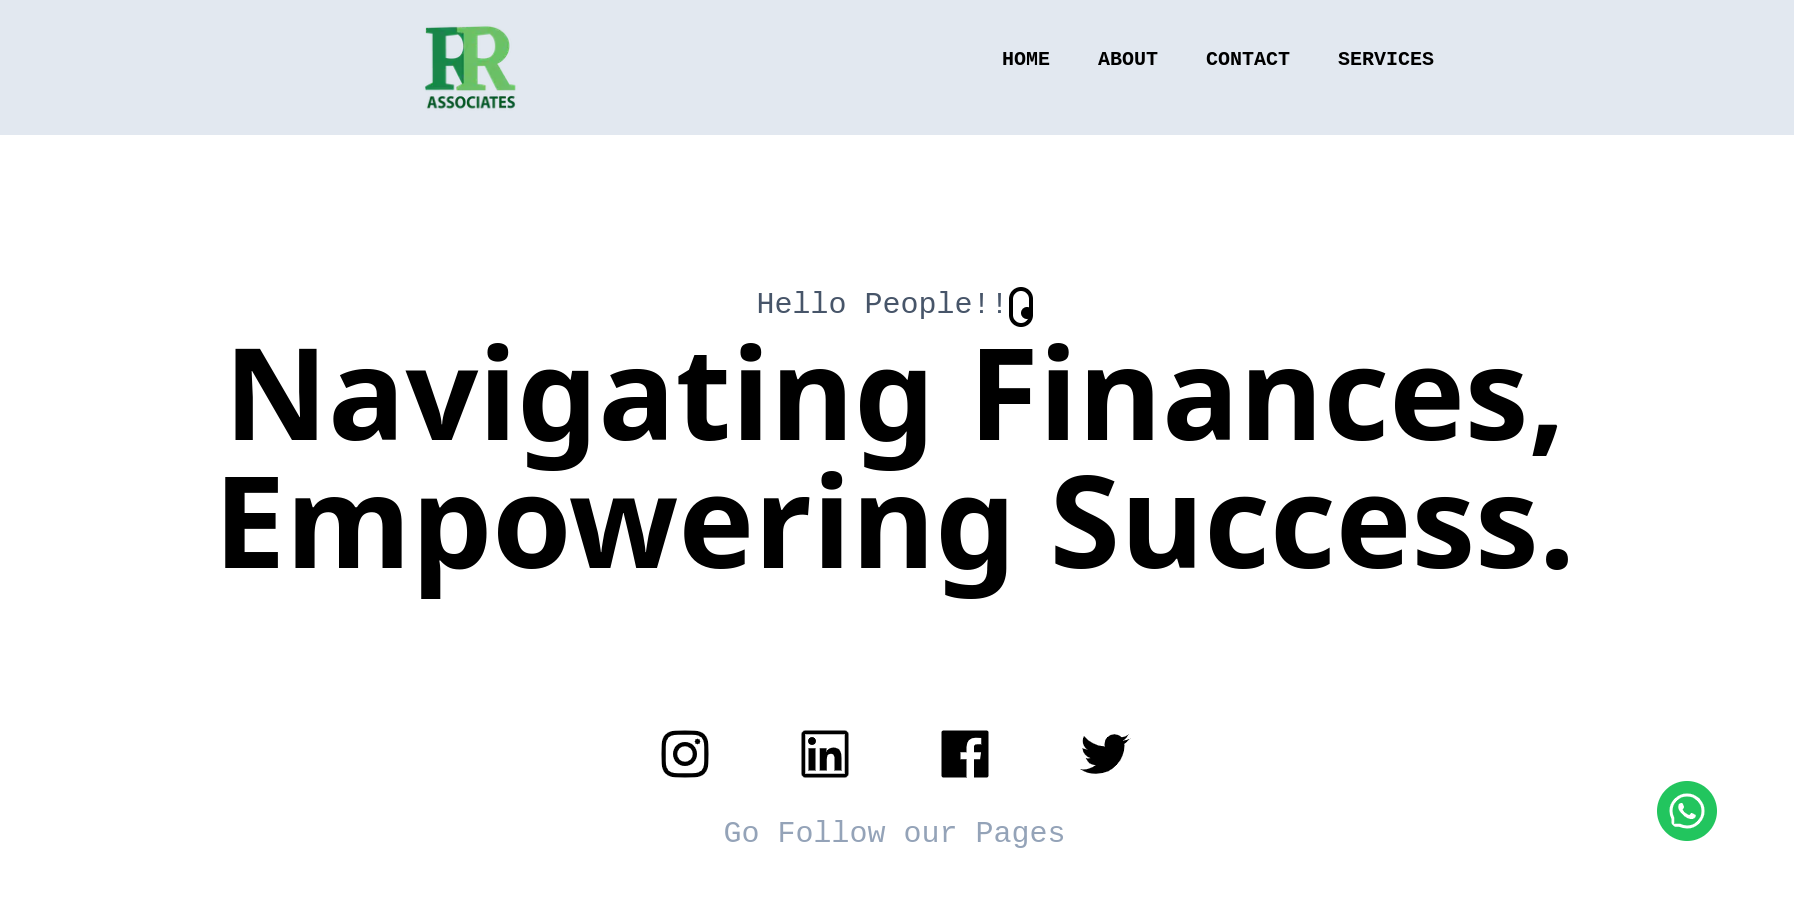 RR
ASSOCIATES
HOME ABOUT CONTACT SERVICES
Hello People!!
Navigating Finances,
Empowering Success.
Go Follow our Pages